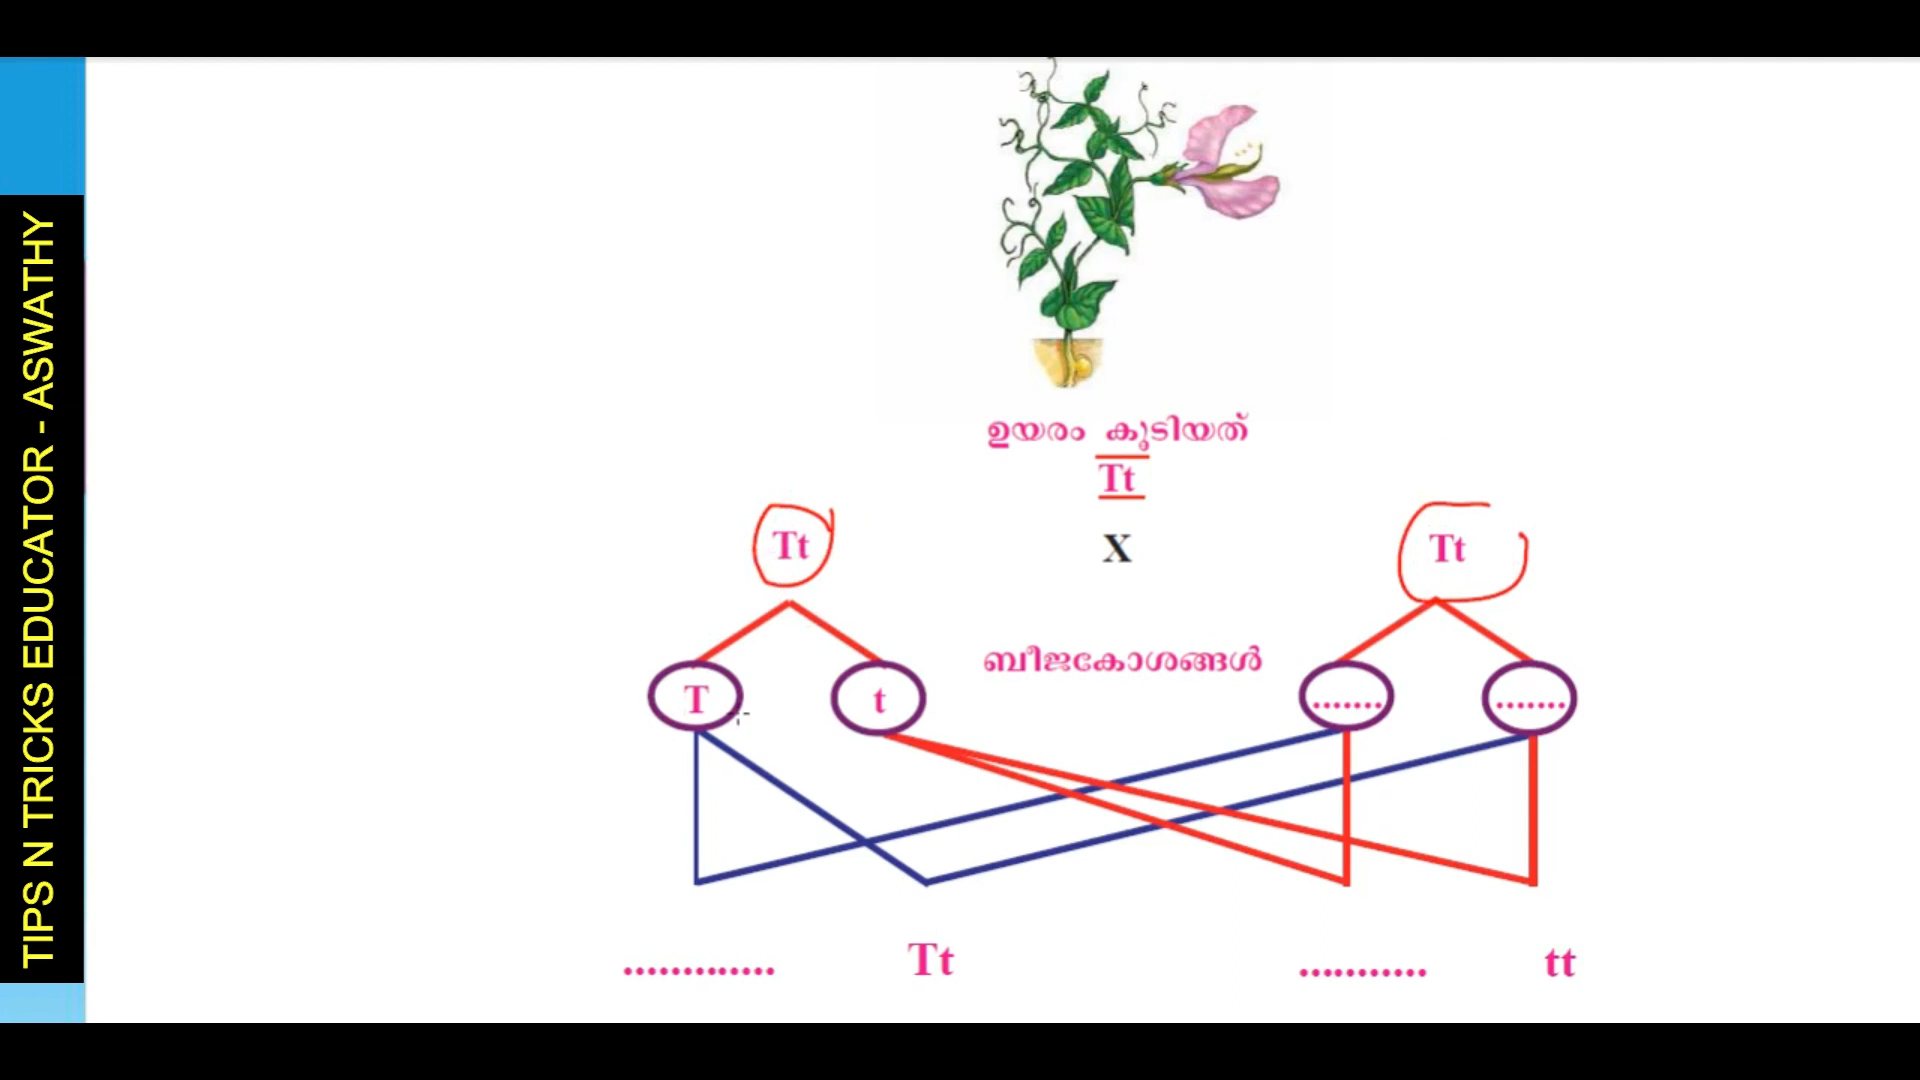 TIPS N TRICKS EDUCATOR - ASWATHY
ഉയരം കൂടിയത്
Tt
Tt X Tt
ബീജകോശങ്ങൾ
T t ....... .......
............. Tt ........... tt